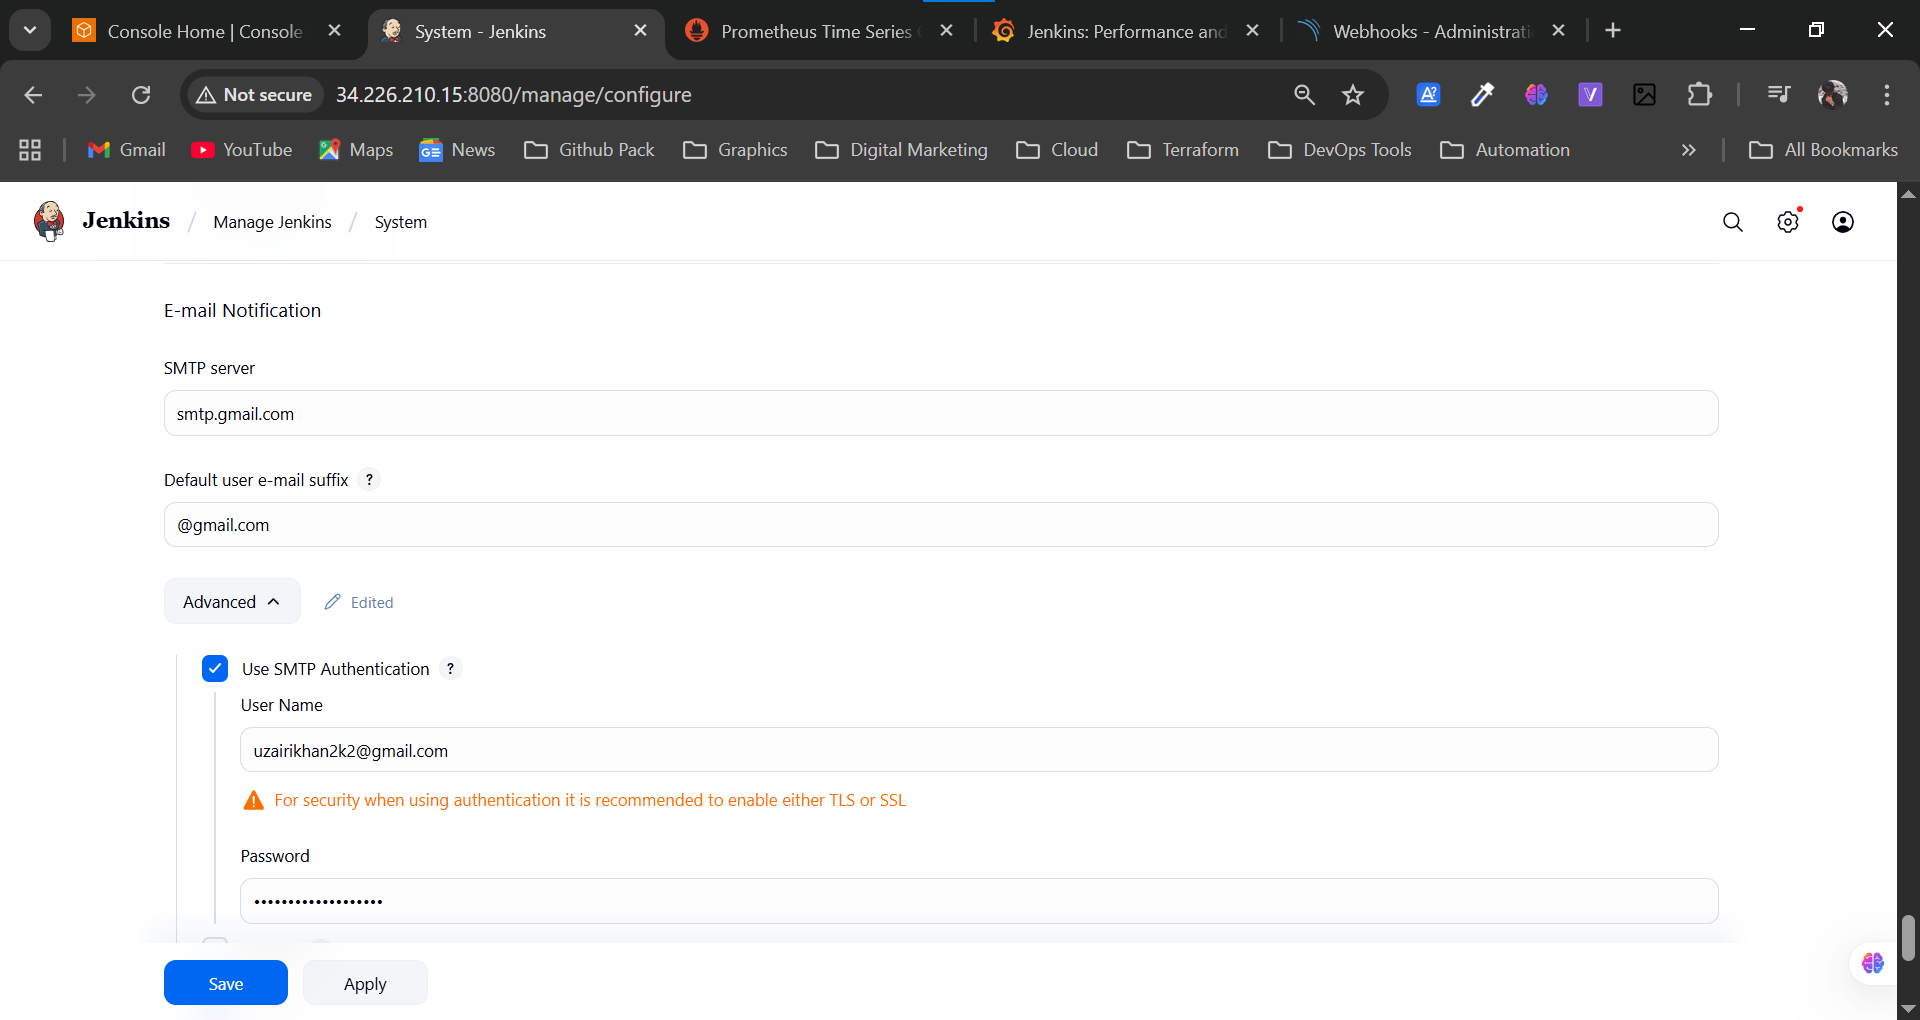 Console Home | Console
System - Jenkins
Prometheus Time Series
Jenkins: Performance and
Webhooks - Administrati
Not secure
34.226.210.15:8080/manage/configure
Gmail
YouTube
Maps
News
Github Pack
Graphics
Digital Marketing
Cloud
Terraform
DevOps Tools
Automation
»
All Bookmarks
Jenkins / Manage Jenkins / System
E-mail Notification
SMTP server
smtp.gmail.com
Default user e-mail suffix ?
@gmail.com
Advanced
Edited
Use SMTP Authentication ?
User Name
uzairikhan2k2@gmail.com
For security when using authentication it is recommended to enable either TLS or SSL
Password
•••••••••••••••••••
Save
Apply